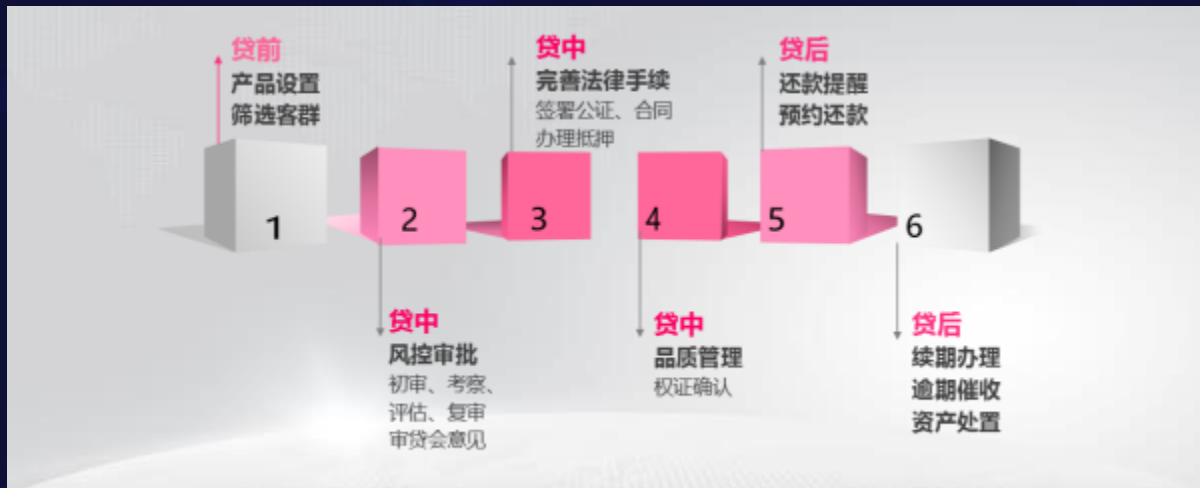 贷前
产品设置
筛选客群
1
贷中
风控审批
初审、考察、
评估、复审
审贷会意见
2
贷中
完善法律手续
签署公证、合同
办理抵押
3
贷中
品质管理
权证确认
4
贷后
还款提醒
预约还款
5
贷后
续期办理
逾期催收
资产处置
6